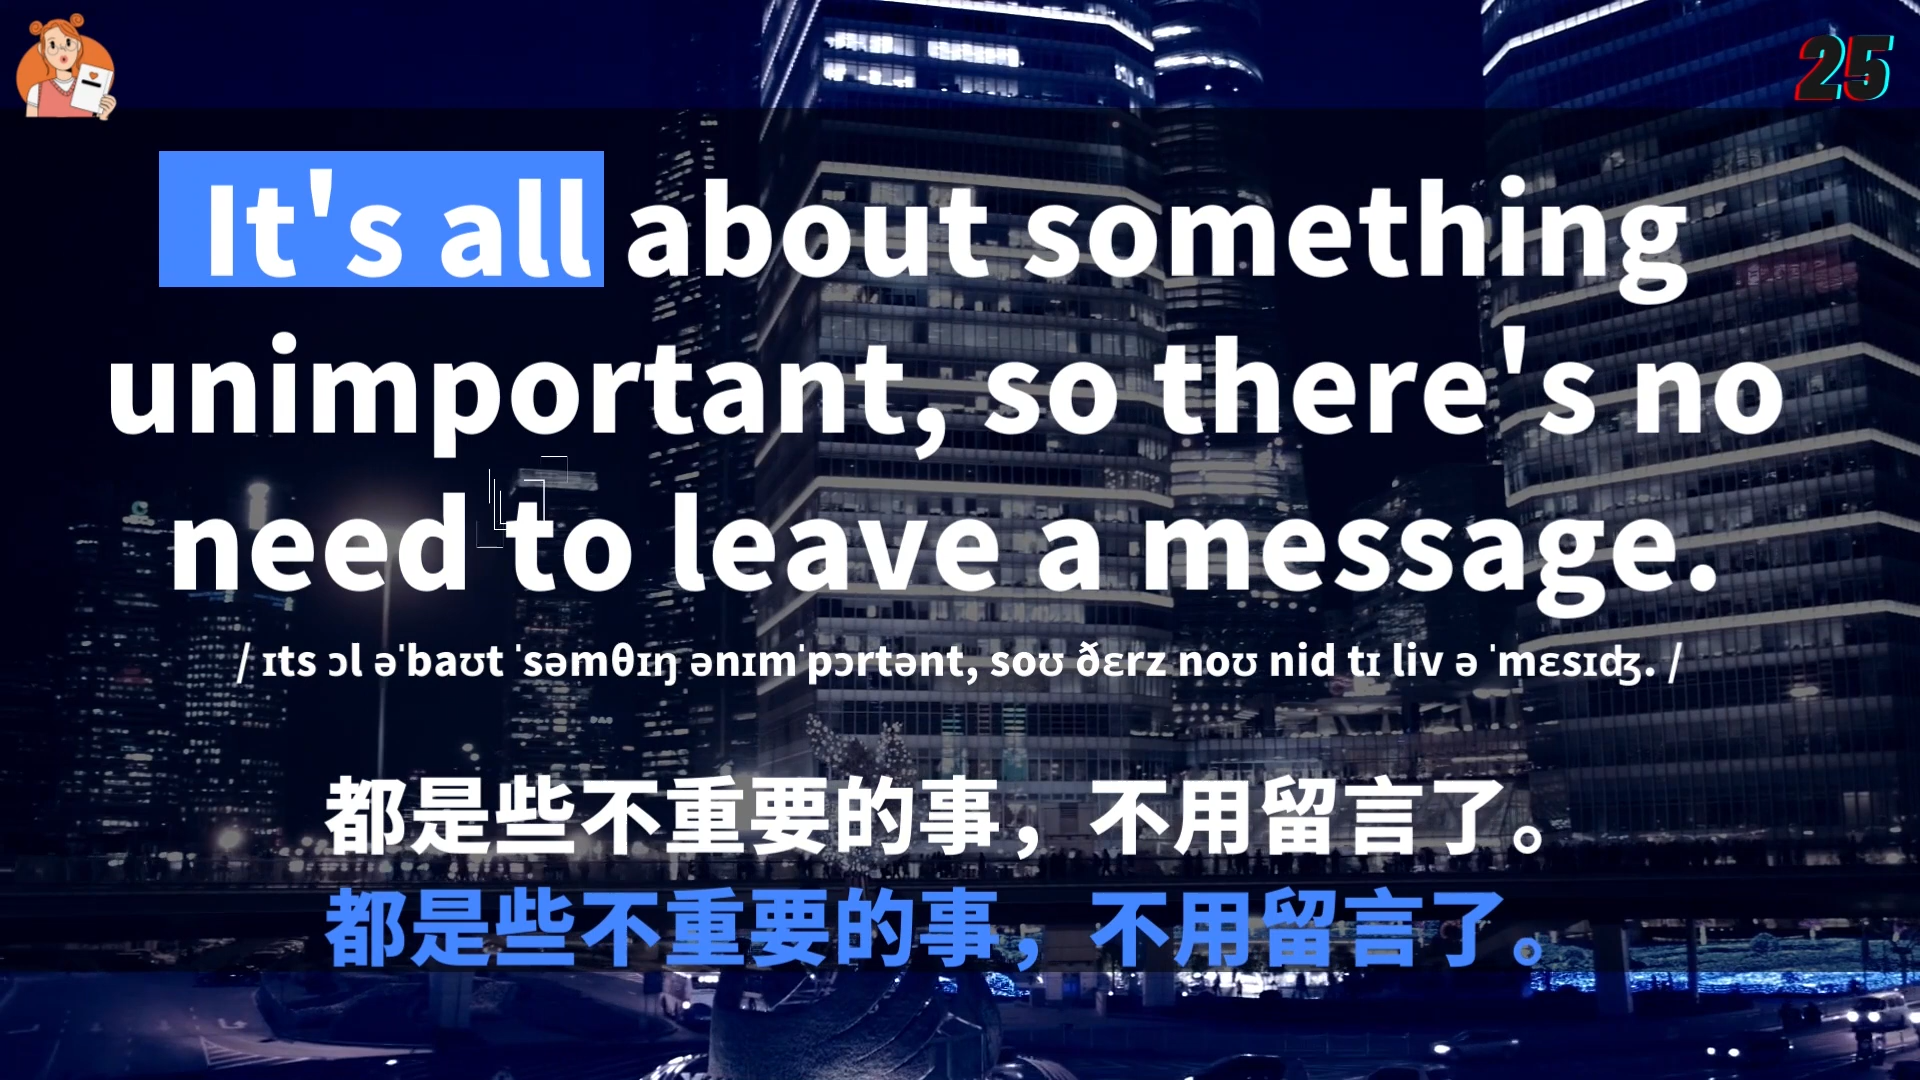 25
It's all about something
unimportant, so there's no
need to leave a message.
/ ɪts ɔl əˈbaʊt ˈsəmθɪŋ ənɪmˈpɔrtənt, soʊ ðɛrz noʊ nid tɪ liv ə ˈmɛsɪʤ. /
都是些不重要的事，不用留言了。
都是些不重要的事，不用留言了。